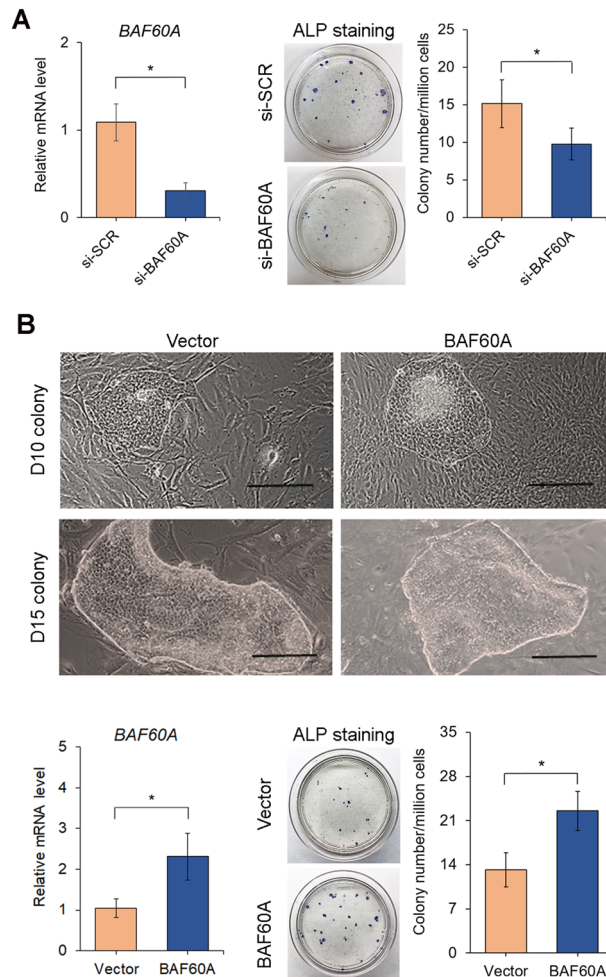 A
BAF60A
Relative mRNA level
2
1
0
*
si-SCR
si-BAF60A
ALP staining
si-SCR
si-BAF60A
Colony number/million cells
25
20
15
10
5
0
*
si-SCR
si-BAF60A
B
Vector
BAF60A
D10 colony
D15 colony
BAF60A
Relative mRNA level
5
4
3
2
1
0
*
Vector
BAF60A
ALP staining
Vector
BAF60A
Colony number/million cells
35
28
21
14
7
0
*
Vector
BAF60A